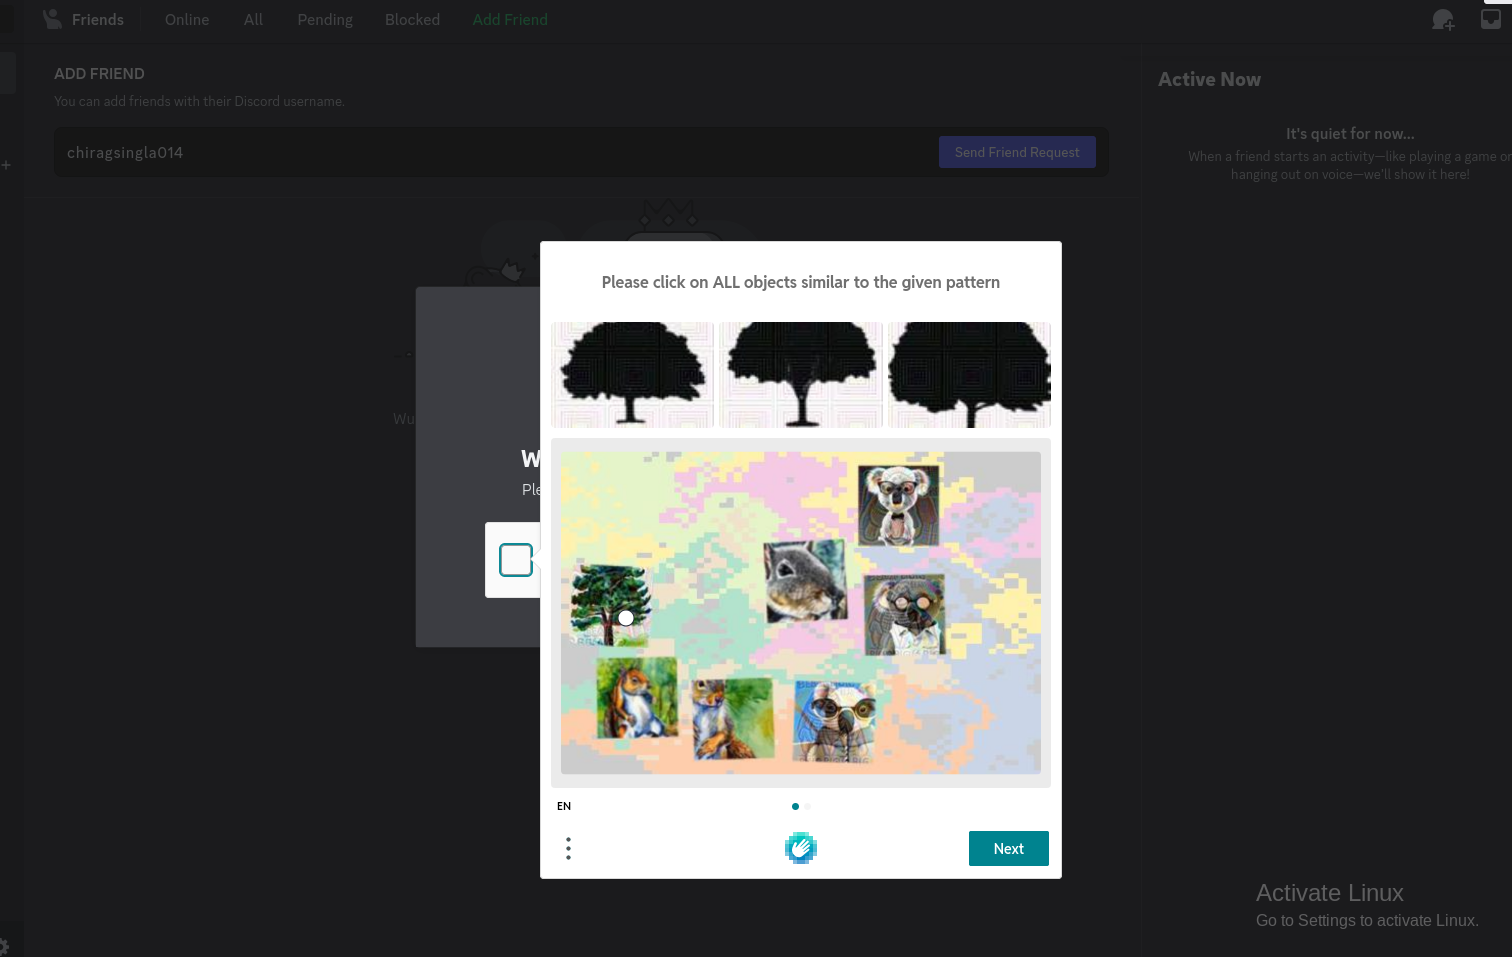 Friends Online All Pending Blocked Add Friend
ADD FRIEND
You can add friends with their Discord username.
chiragsingla014
Send Friend Request
Active Now
It's quiet for now...
When a friend starts an activity—like playing a game or
hanging out on voice—we'll show it here!
Wu
W
Ple
Please click on ALL objects similar to the given pattern
EN
Next
Activate Linux
Go to Settings to activate Linux.